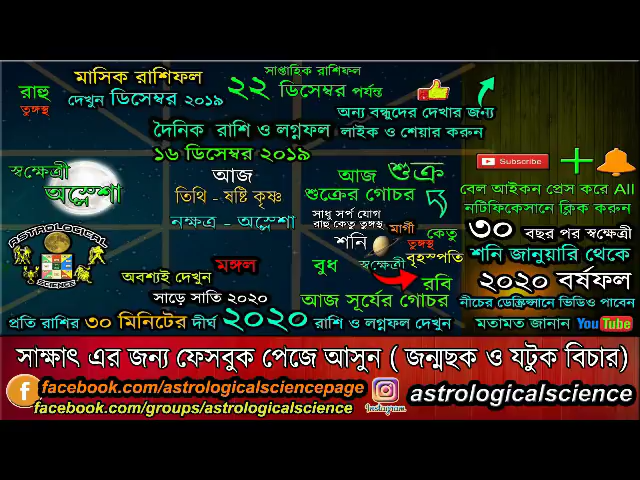 সাপ্তাহিক রাশিফল
মাসিক রাশিফল
২২ ডিসেম্বর পর্যন্ত
রাহু
তুঙ্গস্থ
দেখুন ডিসেম্বর ২০১৯
অন্য বন্ধুদের দেখার জন্য
লাইক ও শেয়ার করুন
দৈনিক রাশি ও লগ্নফল
১৬ ডিসেম্বর ২০১৯
Subscribe
স্বক্ষেত্রী
অশ্লেশা
আজ
তিথি - ষষ্টি কৃষ্ণ
নক্ষত্র - অশ্লেশা
আজ শুক্র
শুক্রের গোচর
বেল আইকন প্রেস করে All
নটিফিকেসানে ক্লিক করুন
সাধু সর্প যোগ
রাহু কেতু তুঙ্গস্থ
শনি
মার্গী
কেতু
তুঙ্গস্থ
বৃহস্পতি
স্বক্ষেত্রী
বুধ
রবি
আজ সূর্যের গোচর
৩০ বছর পর স্বক্ষেত্রী
শনি জানুয়ারি থেকে
২০২০ বর্ষফল
নীচের ডেস্ক্রিপ্সানে ভিডিও পাবেন
মতামত জানান YouTube
ASTROLOGICAL
SCIENCE
মঙ্গল
অবশ্যই দেখুন
সাড়ে সাতি ২০২০
প্রতি রাশির ৩০ মিনিটের দীর্ঘ ২০২০ রাশি ও লগ্নফল দেখুন
সাক্ষাৎ এর জন্য ফেসবুক পেজে আসুন ( জন্মছক ও যটুক বিচার)
facebook.com/astrologicalsciencepage
facebook.com/groups/astrologicalscience
Instagram
astrologicalscience